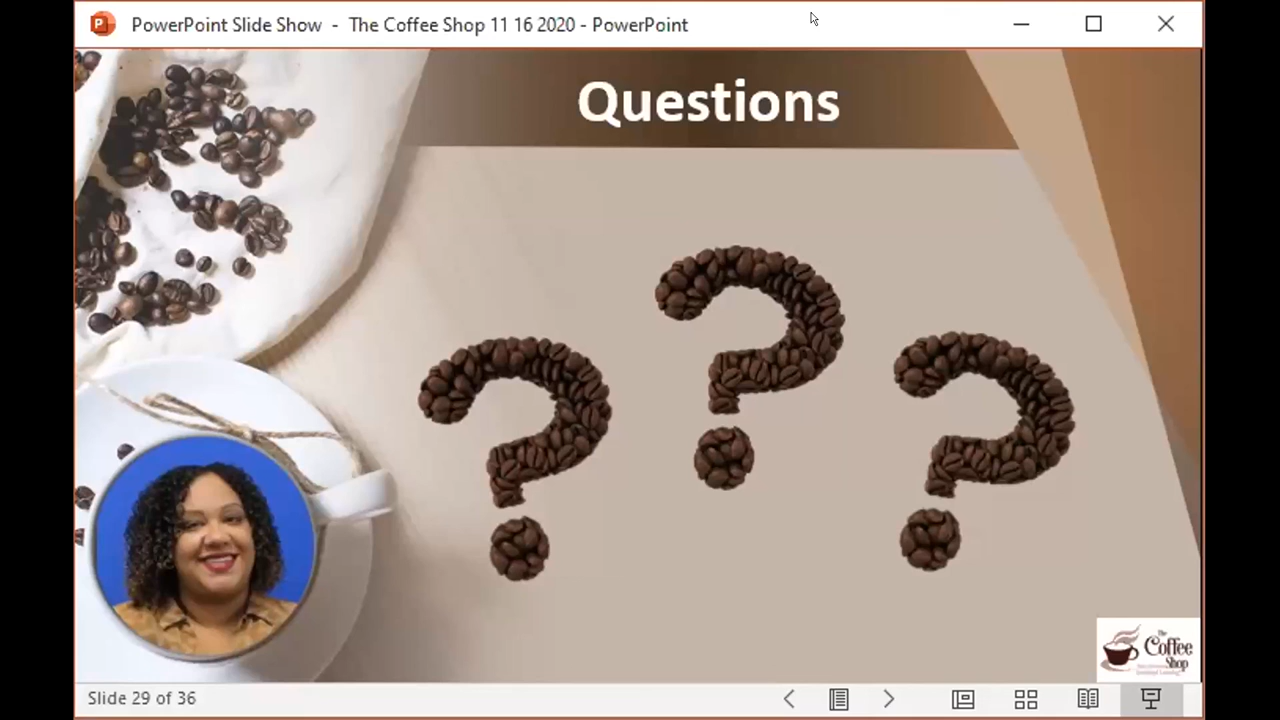 PowerPoint Slide Show - The Coffee Shop 11 16 2020 - PowerPoint
Questions
The
Coffee
Shop
Slide 29 of 36